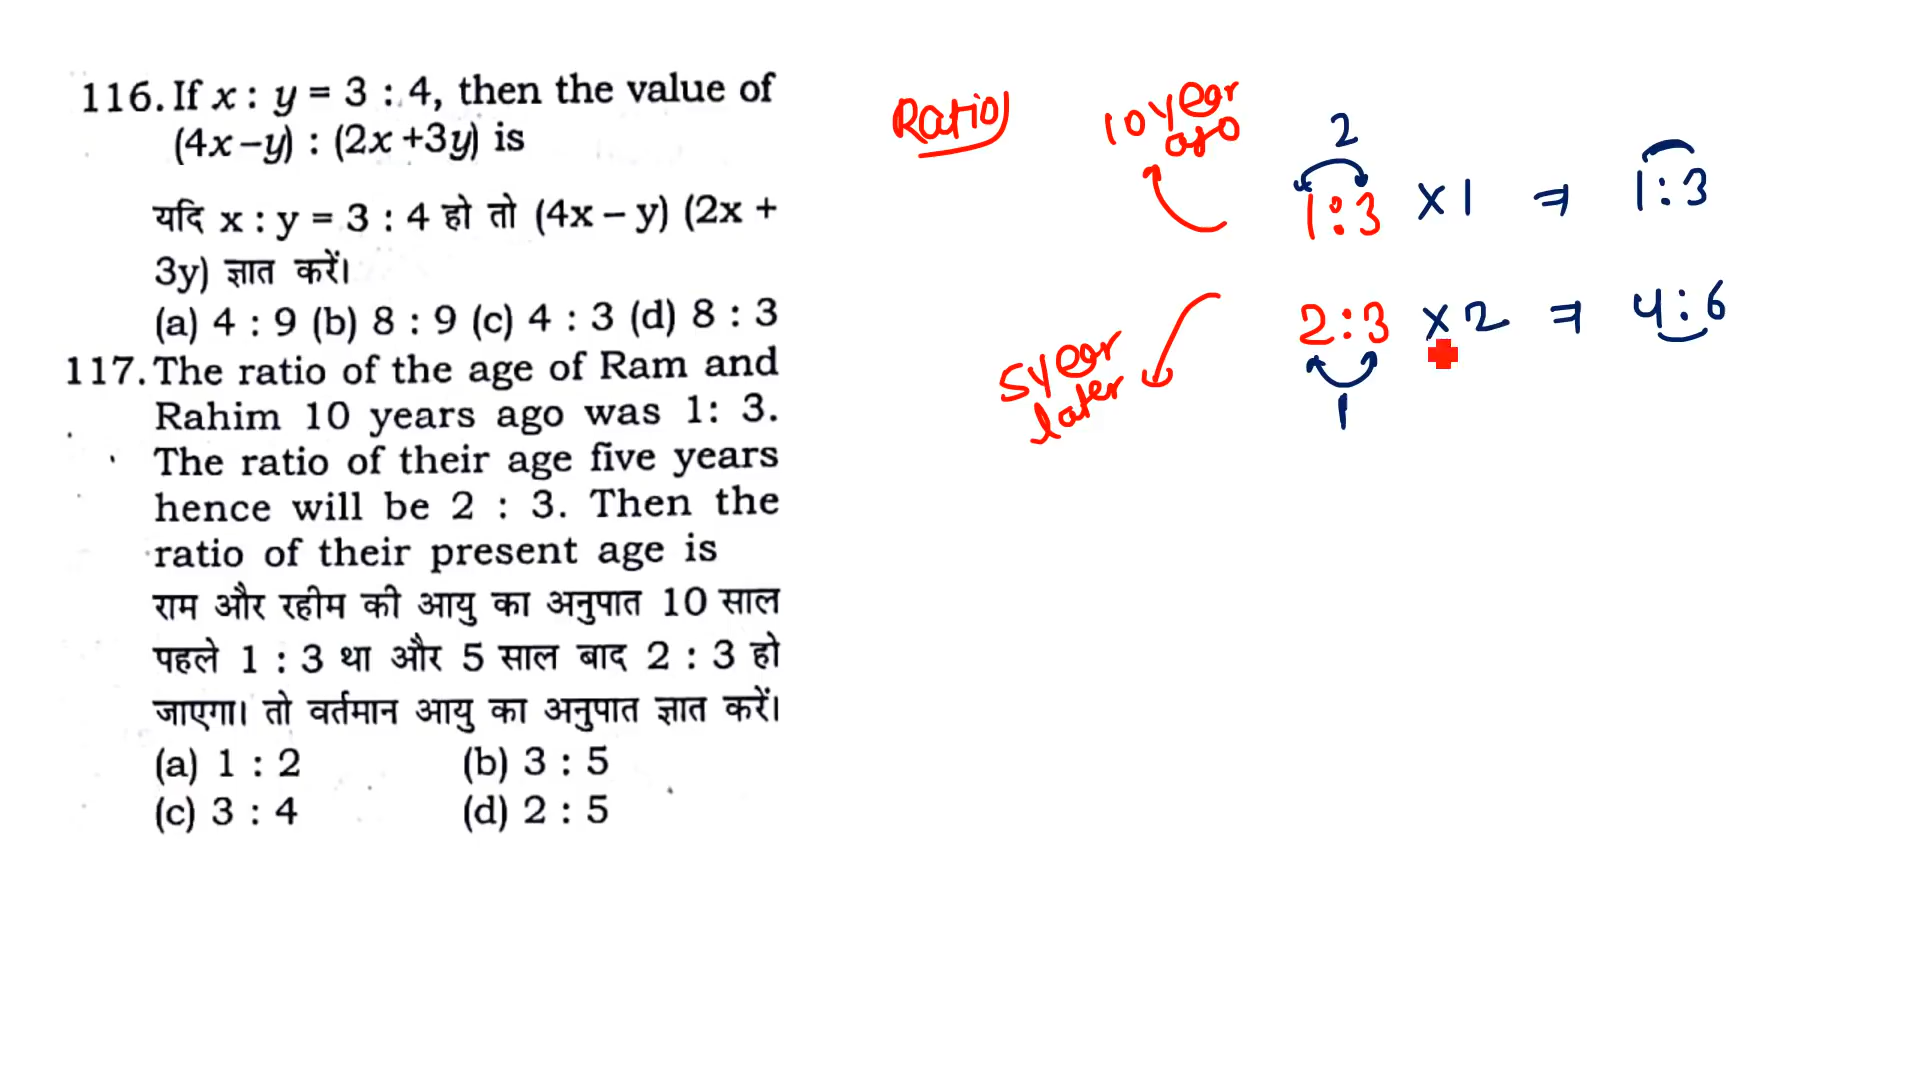 116. If x : y = 3 : 4, then the value of
(4x – y) : (2x +3y) is
यदि x : y = 3 : 4 हो तो (4x – y) (2x +
3y) ज्ञात करें।
(a) 4 : 9 (b) 8 : 9 (c) 4 : 3 (d) 8 : 3
117. The ratio of the age of Ram and
Rahim 10 years ago was 1: 3.
The ratio of their age five years
hence will be 2 : 3. Then the
ratio of their present age is
राम और रहीम की आयु का अनुपात 10 साल
पहले 1 : 3 था और 5 साल बाद 2 : 3 हो
जाएगा। तो वर्तमान आयु का अनुपात ज्ञात करें।
(a) 1 : 2 (b) 3 : 5
(c) 3 : 4 (d) 2 : 5
Ratio
10 year
ago
2
1:3 ×1 ⇒ 1:3
5 year
later
2:3 ×2 ⇒ 4:6
1